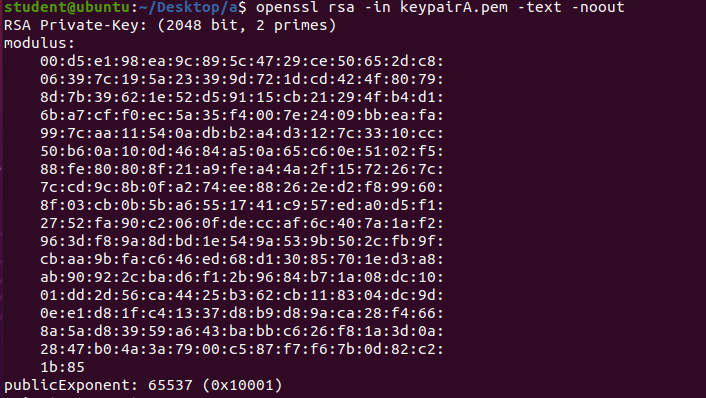 student@ubuntu:~/Desktop/a$ openssl rsa -in keypairA.pem -text -noout
RSA Private-Key: (2048 bit, 2 primes)
modulus:
00:d5:e1:98:ea:9c:89:5c:47:29:ce:50:65:2d:c8:
06:39:7c:19:5a:23:39:9d:72:1d:cd:42:4f:80:79:
8d:7b:39:62:1e:52:d5:91:15:cb:21:29:4f:b4:d1:
6b:a7:cf:f0:ec:5a:35:f4:00:7e:24:09:bb:ea:fa:
99:7c:aa:11:54:0a:db:b2:a4:d3:12:7c:33:10:cc:
50:b6:0a:10:0d:46:84:a5:0a:65:c6:0e:51:02:f5:
88:fe:80:80:8f:21:a9:fe:a4:4a:2f:15:72:26:7c:
7c:cd:9c:8b:0f:a2:74:ee:88:26:2e:d2:f8:99:60:
8f:03:cb:0b:5b:a6:55:17:41:c9:57:ed:a0:d5:f1:
27:52:fa:90:c2:06:0f:de:cc:af:6c:40:7a:1a:f2:
96:3d:f8:9a:8d:bd:1e:54:9a:53:9b:50:2c:fb:9f:
cb:aa:9b:fa:c6:46:ed:68:d1:30:85:70:1e:d3:a8:
ab:90:92:2c:ba:d6:f1:2b:96:84:b7:1a:08:dc:10:
01:dd:2d:56:ca:44:25:b3:62:cb:11:83:04:dc:9d:
0e:e1:d8:1f:c4:13:37:d8:b9:d8:9a:ca:28:f4:66:
8a:5a:d8:39:59:a6:43:ba:bb:c6:26:f8:1a:3d:0a:
28:47:b0:4a:3a:79:00:c5:87:f7:f6:7b:0d:82:c2:
1b:85
publicExponent: 65537 (0x10001)